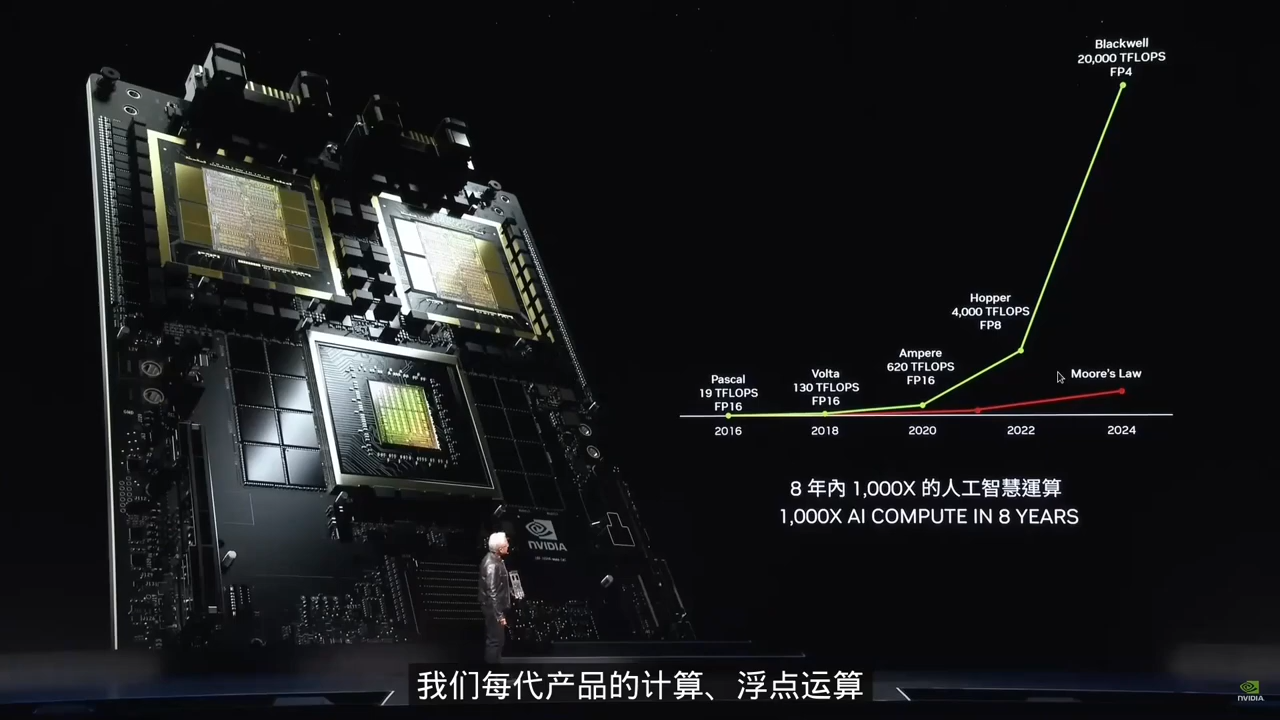 Blackwell
20,000 TFLOPS
FP4
Hopper
4,000 TFLOPS
FP8
Ampere
620 TFLOPS
FP16
Volta
130 TFLOPS
FP16
Pascal
19 TFLOPS
FP16
Moore's Law
2016 2018 2020 2022 2024
8 年內 1,000X 的人工智慧運算
1,000X AI COMPUTE IN 8 YEARS
NVIDIA
我们每代产品的计算、浮点运算
NVIDIA